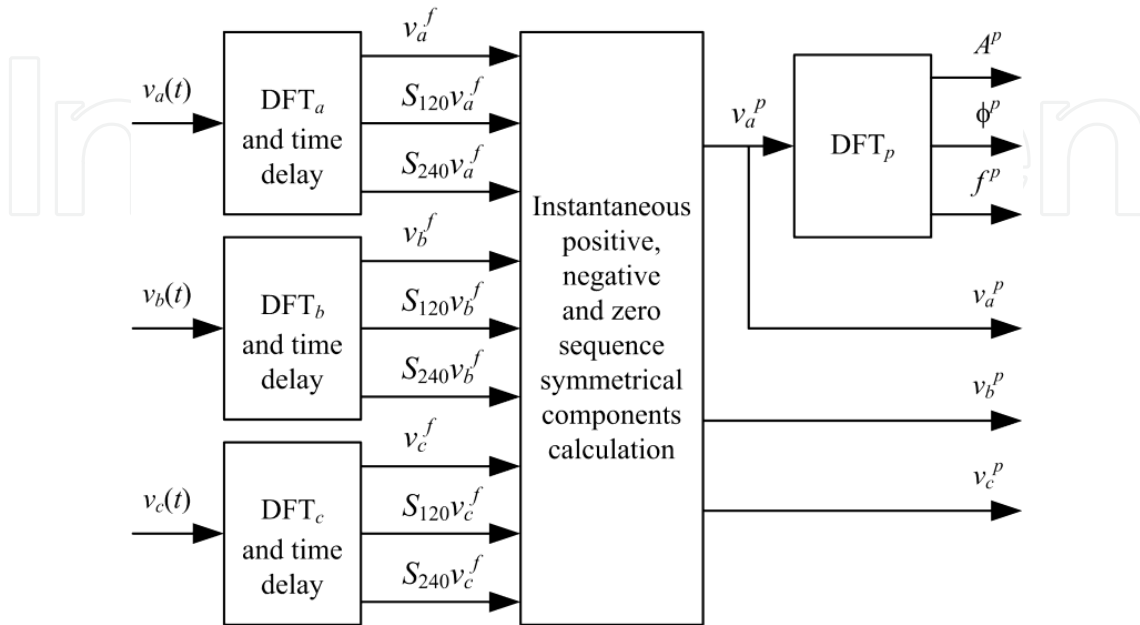 v_a(t)
DFT_a
and time
delay
v_a^f
S_120 v_a^f
S_240 v_a^f
v_b(t)
DFT_b
and time
delay
v_b^f
S_120 v_b^f
S_240 v_b^f
v_c(t)
DFT_c
and time
delay
v_c^f
S_120 v_c^f
S_240 v_c^f
Instantaneous
positive,
negative
and zero
sequence
symmetrical
components
calculation
v_a^p
DFT_p
A^p
ϕ^p
f^p
v_a^p
v_b^p
v_c^p